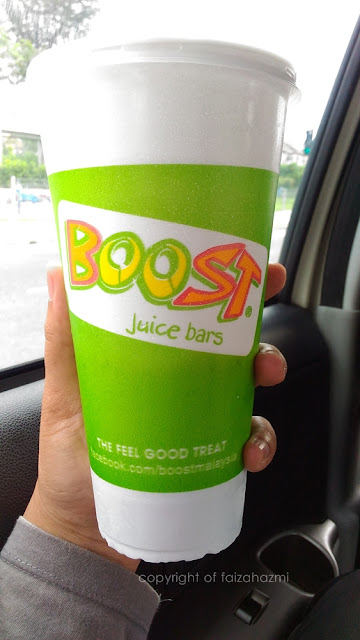 BOOST®
juice bars
THE FEEL GOOD TREAT
facebook.com/boostmalaysia
copyright of faizahazmi